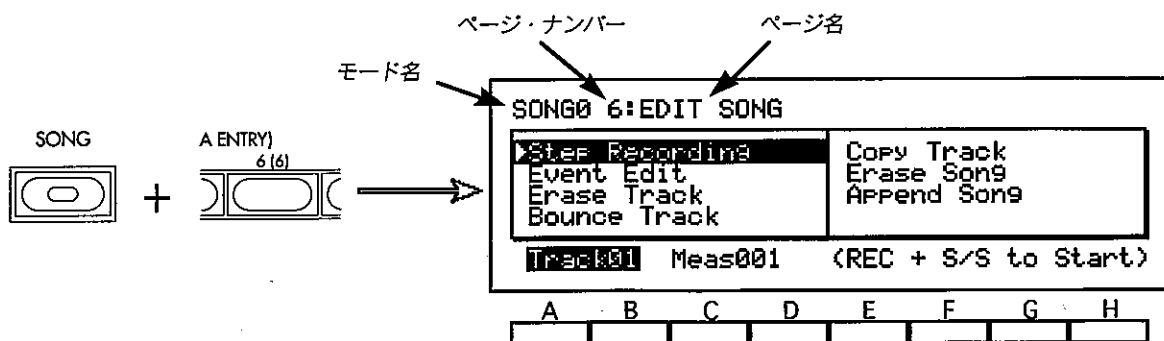 ページ・ナンバー
ページ名
モード名
SONG0 6:EDIT SONG
SONG
A ENTRY)
6 (6)
+
▶Step Recording
Event Edit
Erase Track
Bounce Track
Copy Track
Erase Song
Append Song
Track01 Meas001 (REC + S/S to Start)
A B C D E F G H